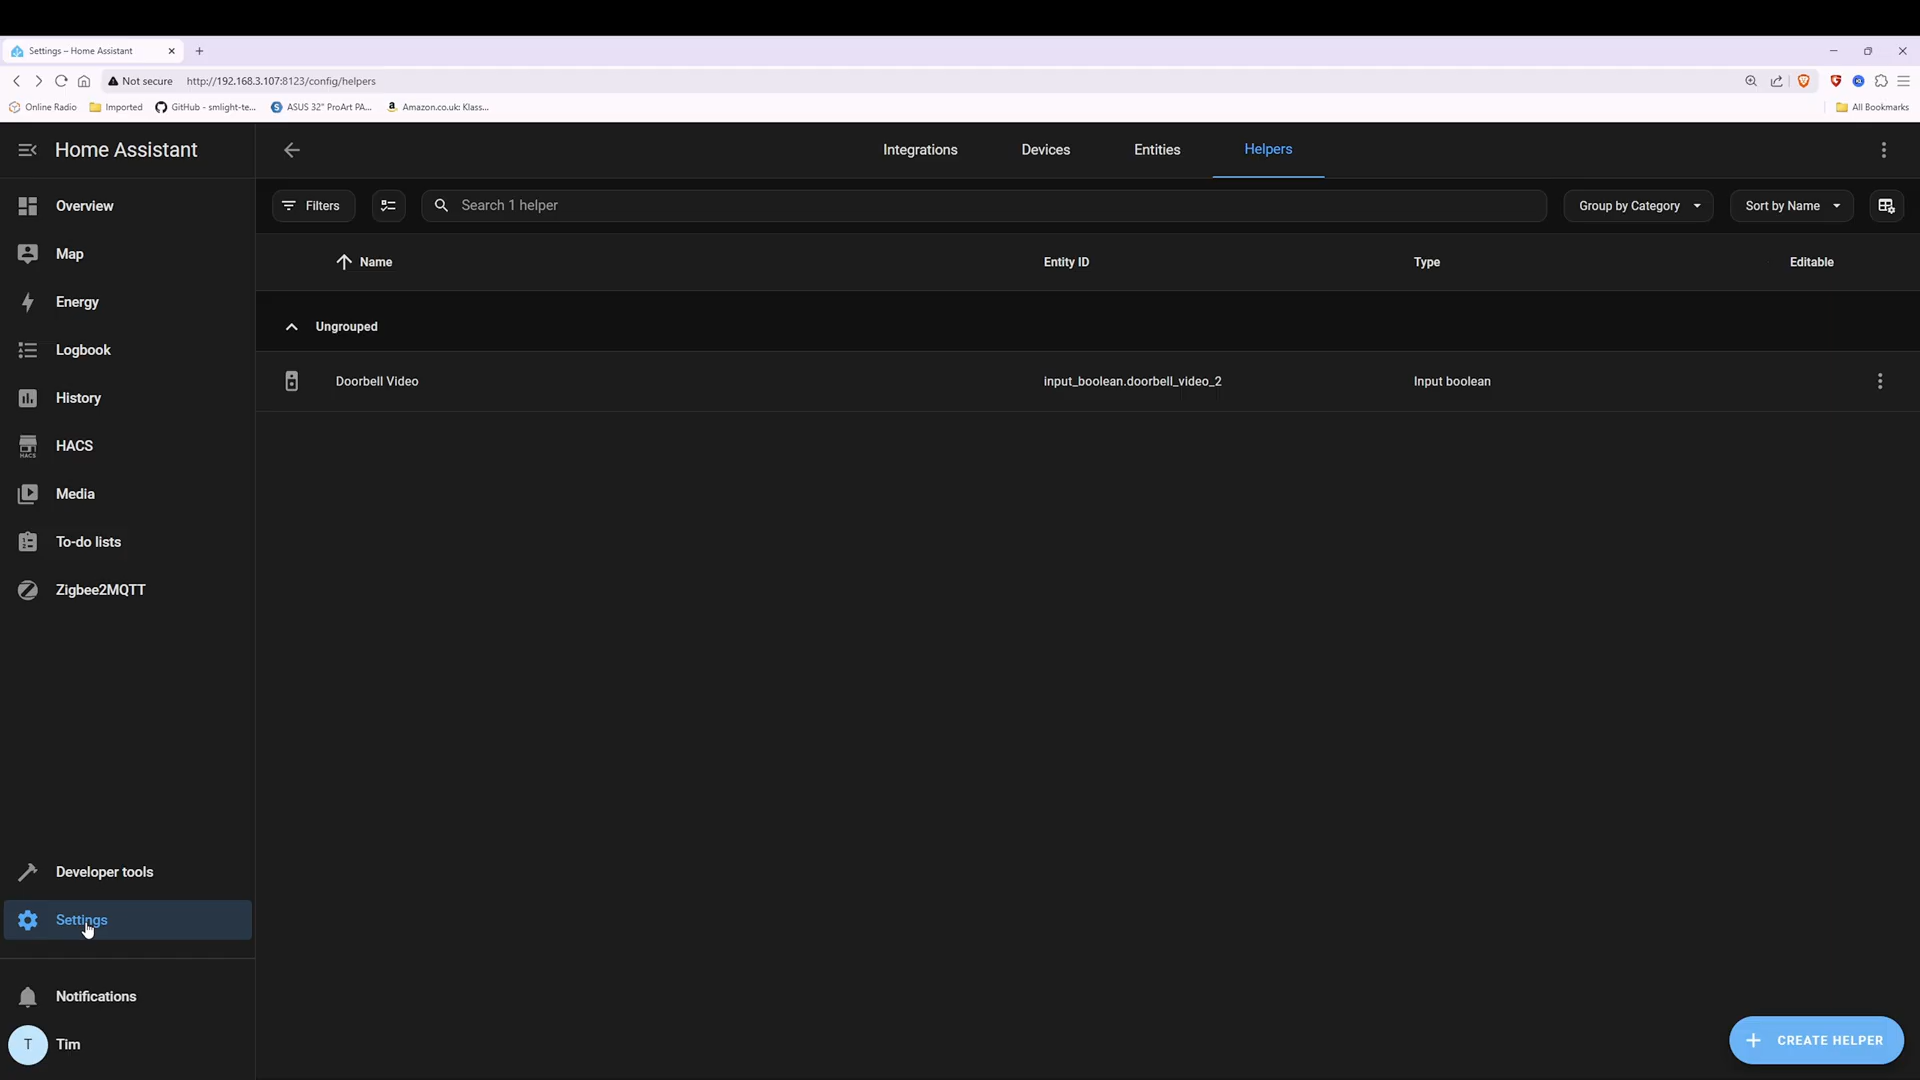 Settings – Home Assistant
Not secure
http://192.168.3.107:8123/config/helpers
Online Radio
Imported
GitHub - smlight-te...
ASUS 32" ProArt PA...
Amazon.co.uk: Klass...
All Bookmarks
Home Assistant
Integrations
Devices
Entities
Helpers
Overview
Map
Energy
Logbook
History
HACS
HACS
Media
To-do lists
Zigbee2MQTT
Developer tools
Settings
Notifications
T
Tim
Filters
Search 1 helper
Group by Category
Sort by Name
Name
Entity ID
Type
Editable
Ungrouped
Doorbell Video
input_boolean.doorbell_video_2
Input boolean
CREATE HELPER